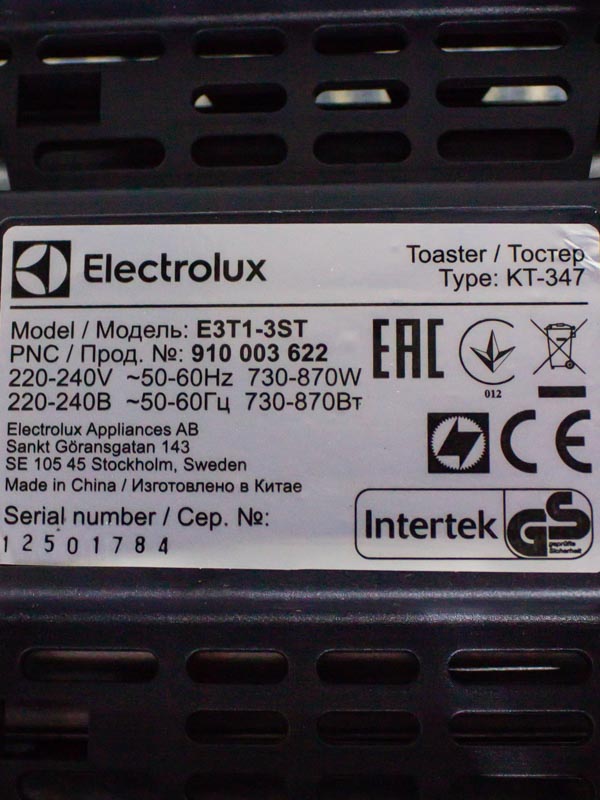 Electrolux
Toaster / Тостер
Type: KT-347
Model / Модель: E3T1-3ST
PNC / Прод. №: 910 003 622
220-240V ~50-60Hz 730-870W
220-240В ~50-60Гц 730-870Вт
EAC
012
Electrolux Appliances AB
Sankt Göransgatan 143
SE 105 45 Stockholm, Sweden
Made in China / Изготовлено в Китае
CE
Serial number / Сер. №:
12501784
Intertek
GS
geprüfte
Sicherheit